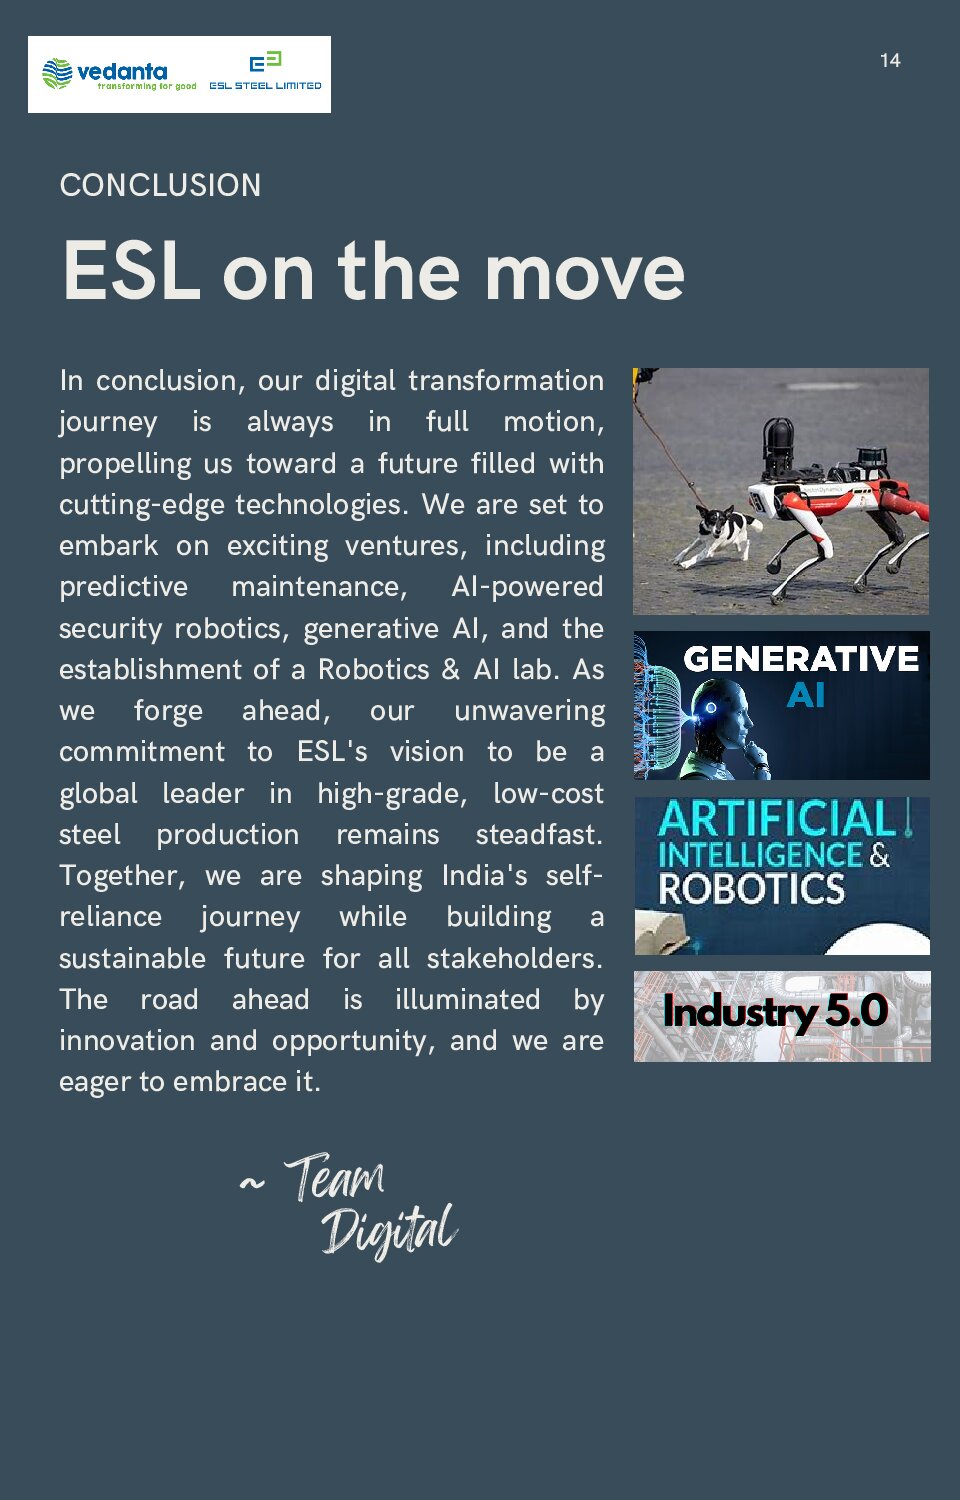 vedanta
transforming for good
ESL STEEL LIMITED
14
CONCLUSION
ESL on the move
In conclusion, our digital transformation
journey is always in full motion,
propelling us toward a future filled with
cutting-edge technologies. We are set to
embark on exciting ventures, including
predictive maintenance, AI-powered
security robotics, generative AI, and the
establishment of a Robotics & AI lab. As
we forge ahead, our unwavering
commitment to ESL's vision to be a
global leader in high-grade, low-cost
steel production remains steadfast.
Together, we are shaping India's self-
reliance journey while building a
sustainable future for all stakeholders.
The road ahead is illuminated by
innovation and opportunity, and we are
eager to embrace it.
~ Team
Digital
GENERATIVE
AI
ARTIFICIAL
INTELLIGENCE &
ROBOTICS
Industry 5.0